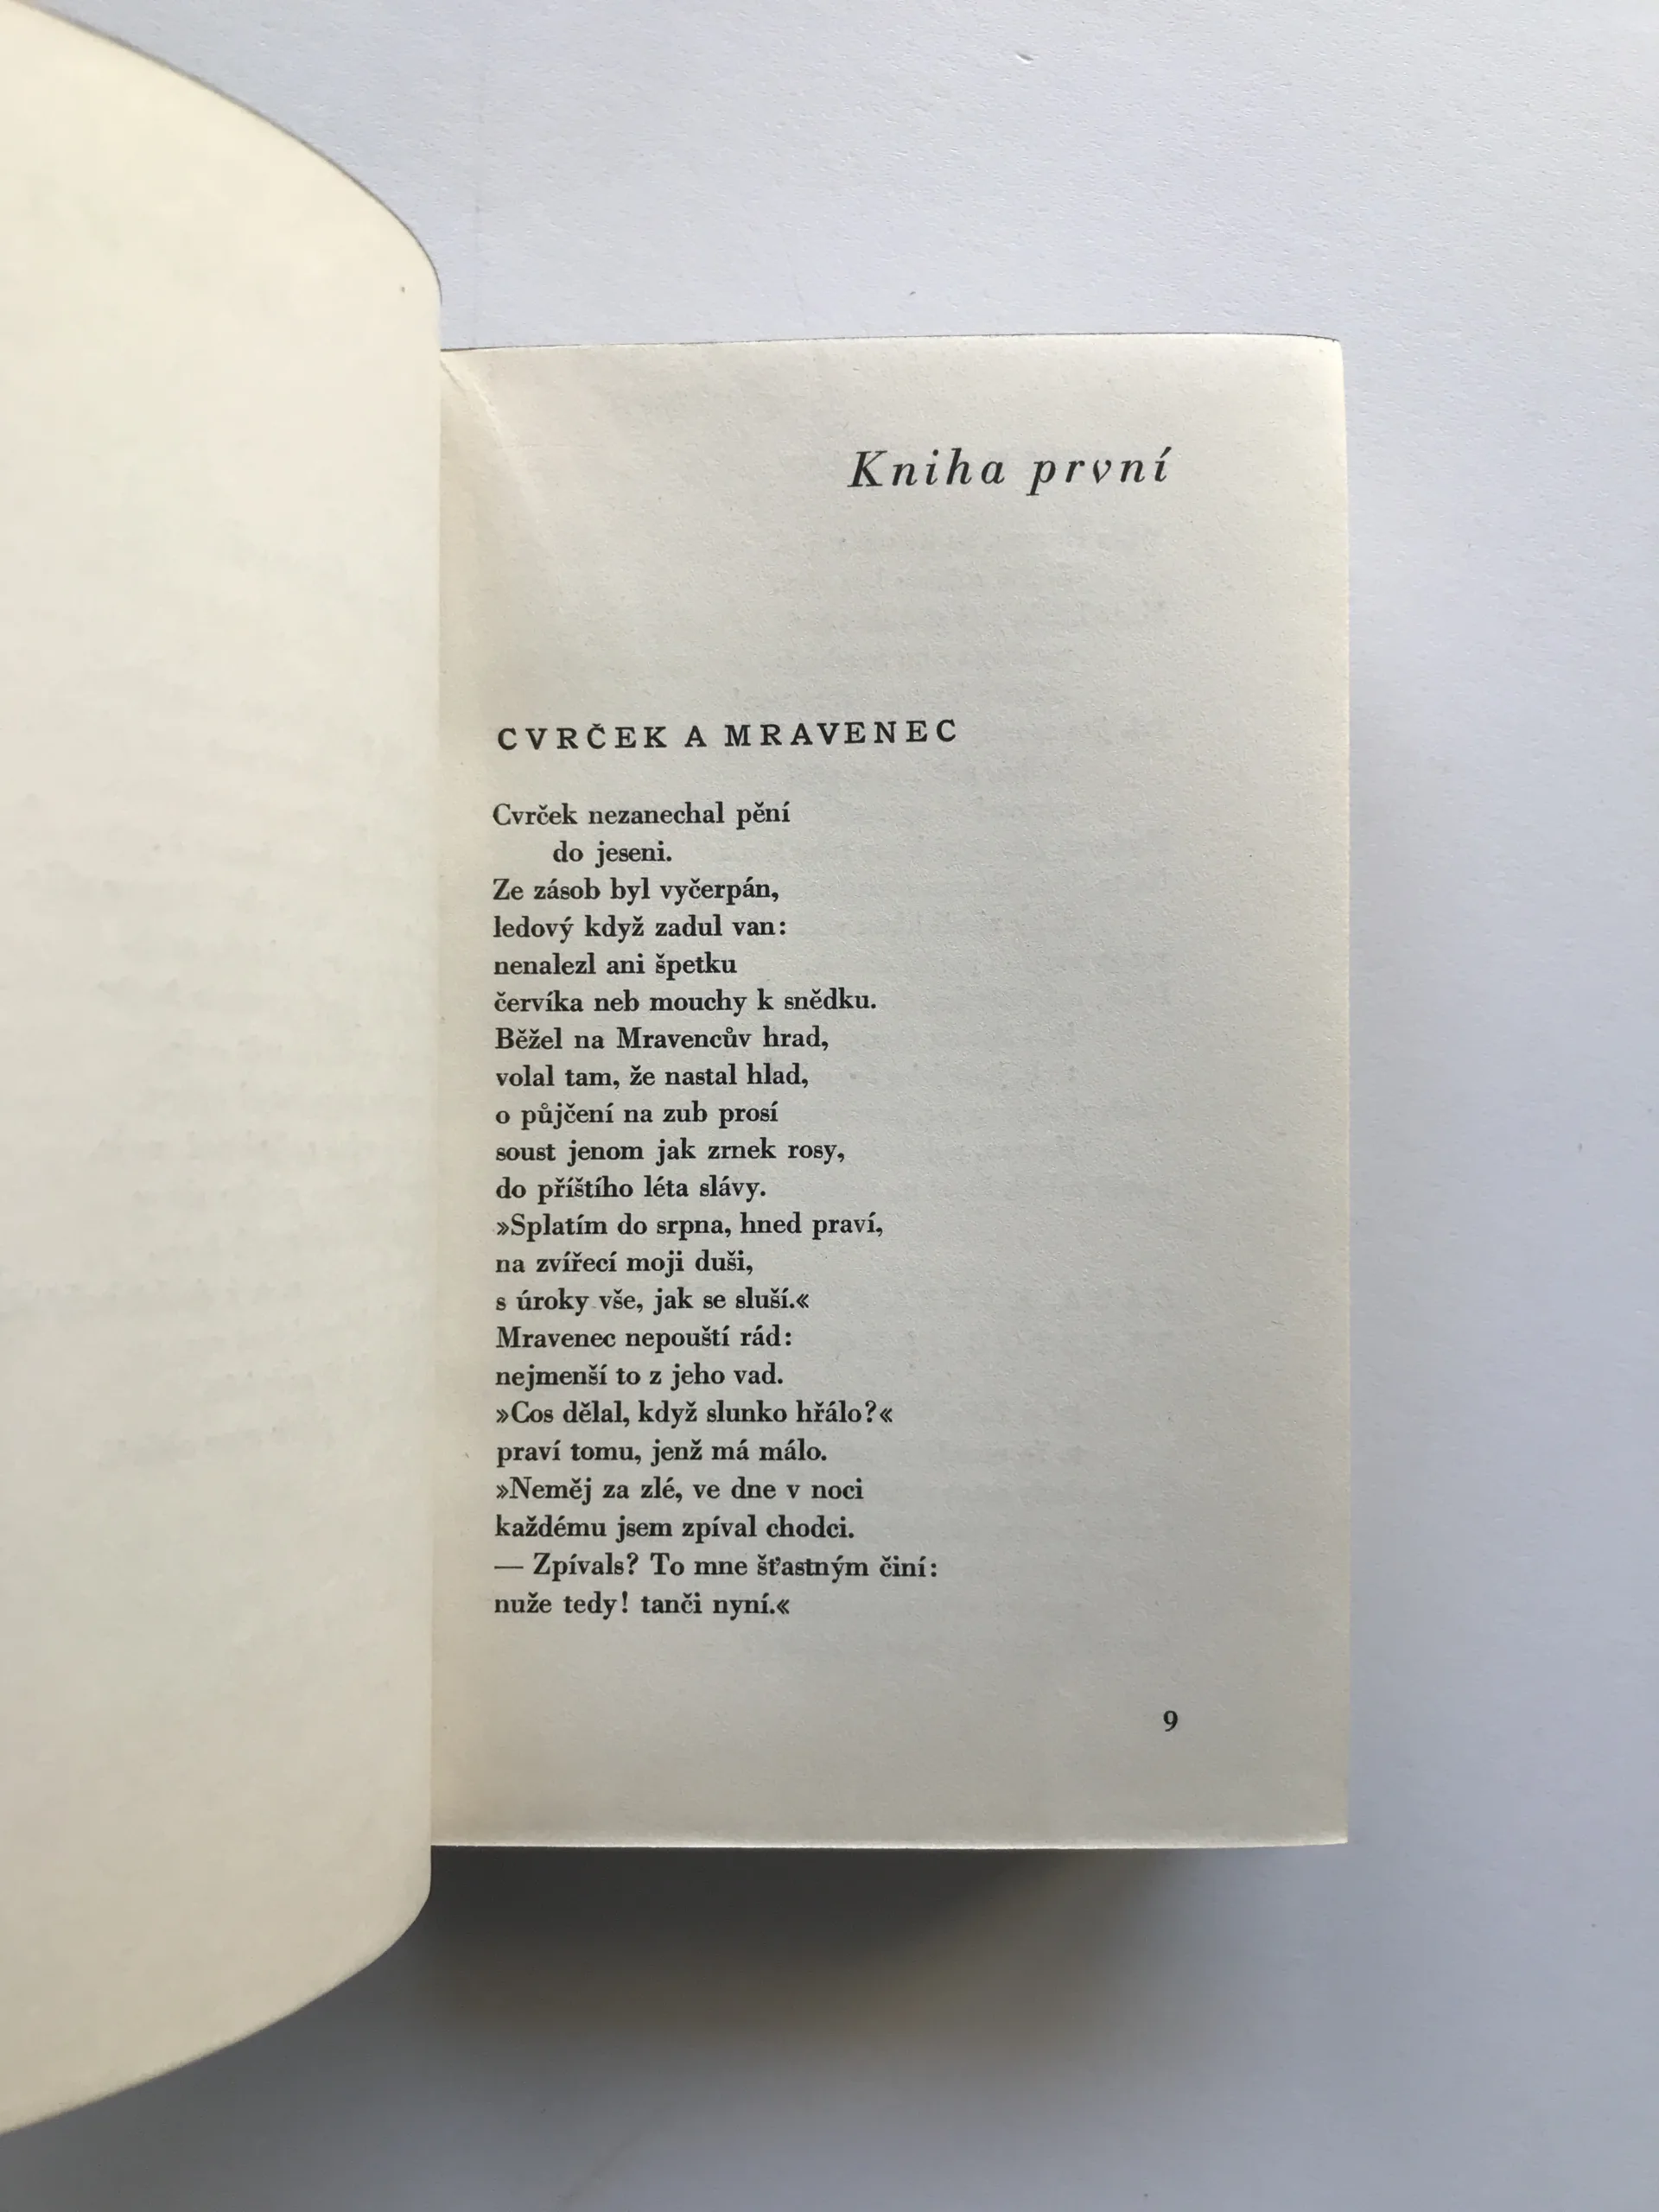 Kniha první
CVRČEK A MRAVENEC
Cvrček nezanechal pění
do jeseni.
Ze zásob byl vyčerpán,
ledový když zadul van:
nenalezl ani špetku
červíka neb mouchy k snědku.
Běžel na Mravencův hrad,
volal tam, že nastal hlad,
o půjčení na zub prosí
soust jenom jak zrnek rosy,
do příštího léta slávy.
»Splatím do srpna, hned praví,
na zvířecí moji duši,
s úroky vše, jak se sluší.«
Mravenec nepouští rád:
nejmenší to z jeho vad.
»Cos dělal, když slunko hřálo?«
praví tomu, jenž má málo.
»Neměj za zlé, ve dne v noci
každému jsem zpíval chodci.
— Zpívals? To mne šťastným činí:
nuže tedy! tanči nyní.«
9